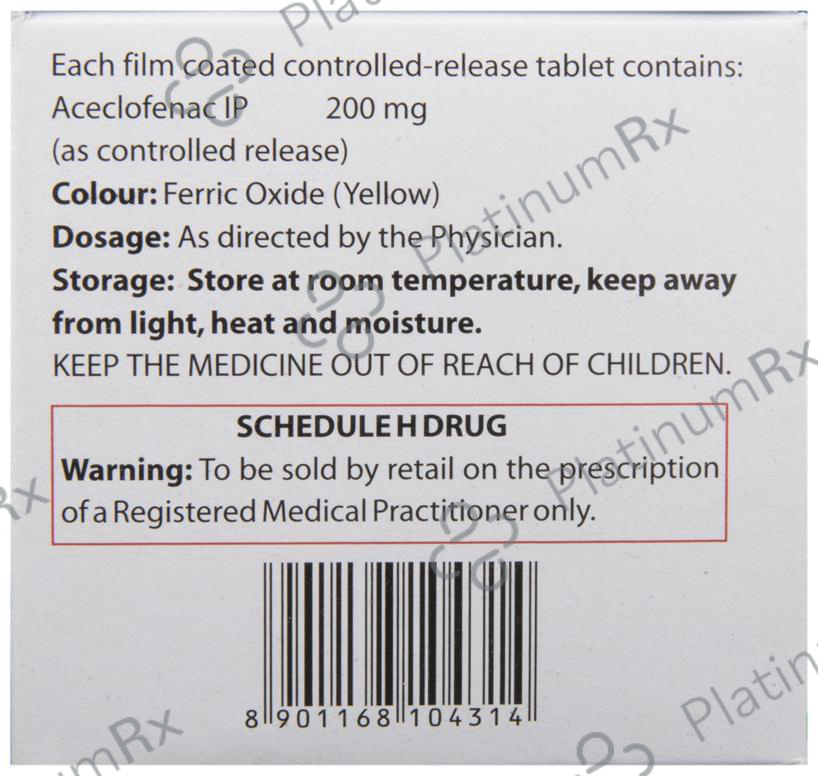 Each film coated controlled-release tablet contains:
Aceclofenac IP 200 mg
(as controlled release)
Colour: Ferric Oxide (Yellow)
Dosage: As directed by the Physician.
Storage: Store at room temperature, keep away
from light, heat and moisture.
KEEP THE MEDICINE OUT OF REACH OF CHILDREN.
SCHEDULE H DRUG
Warning: To be sold by retail on the prescription
of a Registered Medical Practitioner only.
8 901168 104314
PlatinumRx
PlatinumRx
PlatinumRx